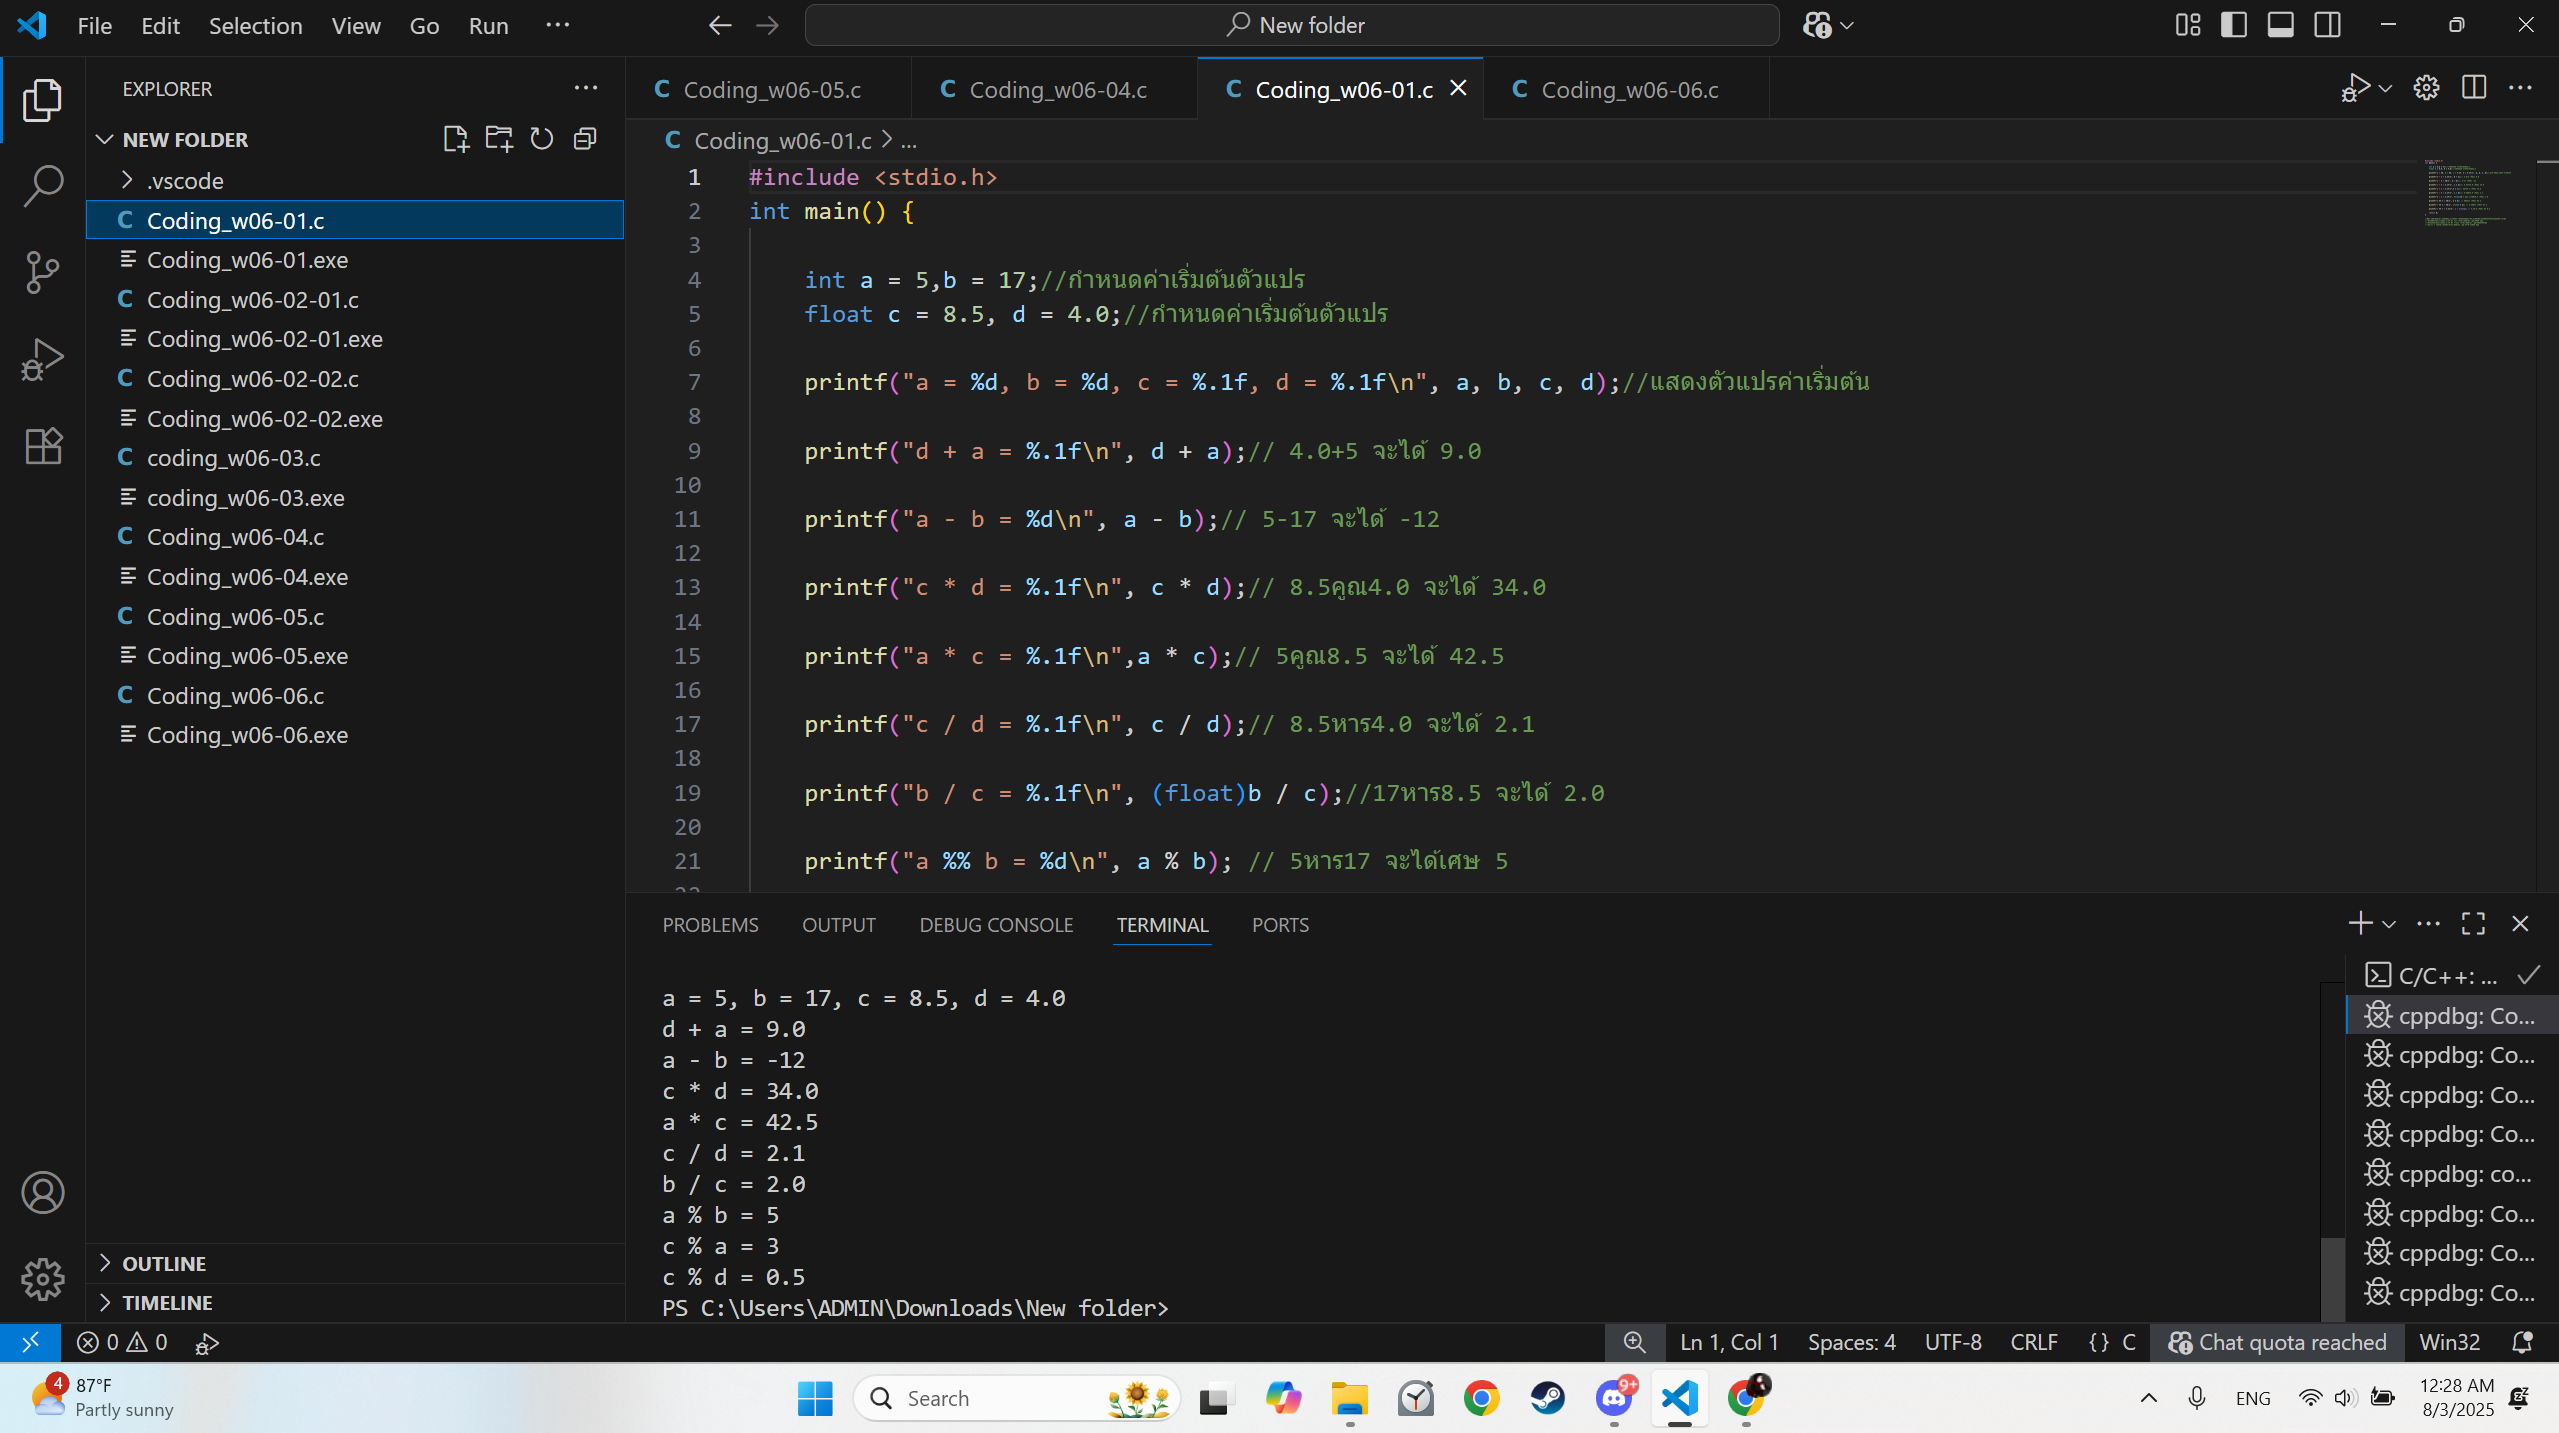 File Edit Selection View Go Run ···
New folder
EXPLORER ···
NEW FOLDER
.vscode
C Coding_w06-01.c
Coding_w06-01.exe
C Coding_w06-02-01.c
Coding_w06-02-01.exe
C Coding_w06-02-02.c
Coding_w06-02-02.exe
C coding_w06-03.c
coding_w06-03.exe
C Coding_w06-04.c
Coding_w06-04.exe
C Coding_w06-05.c
Coding_w06-05.exe
C Coding_w06-06.c
Coding_w06-06.exe
OUTLINE
TIMELINE
C Coding_w06-05.c C Coding_w06-04.c C Coding_w06-01.c C Coding_w06-06.c
C Coding_w06-01.c > ...
1 #include <stdio.h>
2 int main() {
3
4 int a = 5,b = 17;//กำหนดค่าเริ่มต้นตัวแปร
5 float c = 8.5, d = 4.0;//กำหนดค่าเริ่มต้นตัวแปร
6
7 printf("a = %d, b = %d, c = %.1f, d = %.1f\n", a, b, c, d);//แสดงตัวแปรค่าเริ่มต้น
8
9 printf("d + a = %.1f\n", d + a);// 4.0+5 จะได้ 9.0
10
11 printf("a - b = %d\n", a - b);// 5-17 จะได้ -12
12
13 printf("c * d = %.1f\n", c * d);// 8.5คูณ4.0 จะได้ 34.0
14
15 printf("a * c = %.1f\n",a * c);// 5คูณ8.5 จะได้ 42.5
16
17 printf("c / d = %.1f\n", c / d);// 8.5หาร4.0 จะได้ 2.1
18
19 printf("b / c = %.1f\n", (float)b / c);//17หาร8.5 จะได้ 2.0
20
21 printf("a %% b = %d\n", a % b); // 5หาร17 จะได้เศษ 5
PROBLEMS OUTPUT DEBUG CONSOLE TERMINAL PORTS
a = 5, b = 17, c = 8.5, d = 4.0
d + a = 9.0
a - b = -12
c * d = 34.0
a * c = 42.5
c / d = 2.1
b / c = 2.0
a % b = 5
c % a = 3
c % d = 0.5
PS C:\Users\ADMIN\Downloads\New folder>
C/C++: ...
cppdbg: Co...
cppdbg: Co...
cppdbg: Co...
cppdbg: Co...
cppdbg: co...
cppdbg: Co...
cppdbg: Co...
cppdbg: Co...
0 0 Ln 1, Col 1 Spaces: 4 UTF-8 CRLF {} C Chat quota reached Win32
4 87°F
Partly sunny
Search
9+
ENG
12:28 AM
8/3/2025